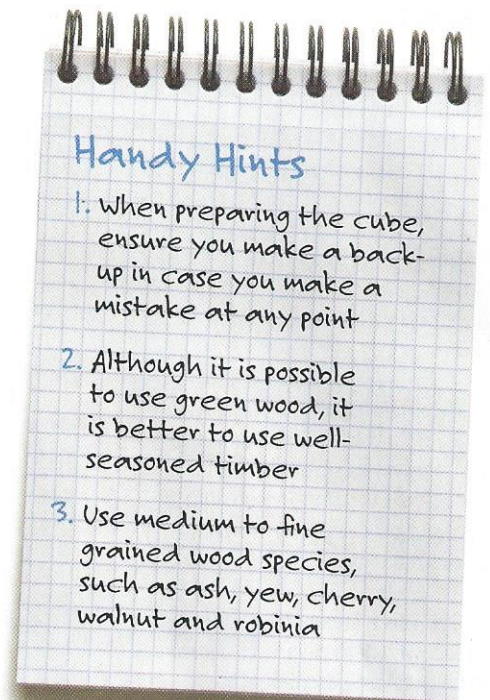 Handy Hints
1. When preparing the cube,
ensure you make a back-
up in case you make a
mistake at any point
2. Although it is possible
to use green wood, it
is better to use well-
seasoned timber
3. Use medium to fine
grained wood species,
such as ash, yew, cherry,
walnut and robinia